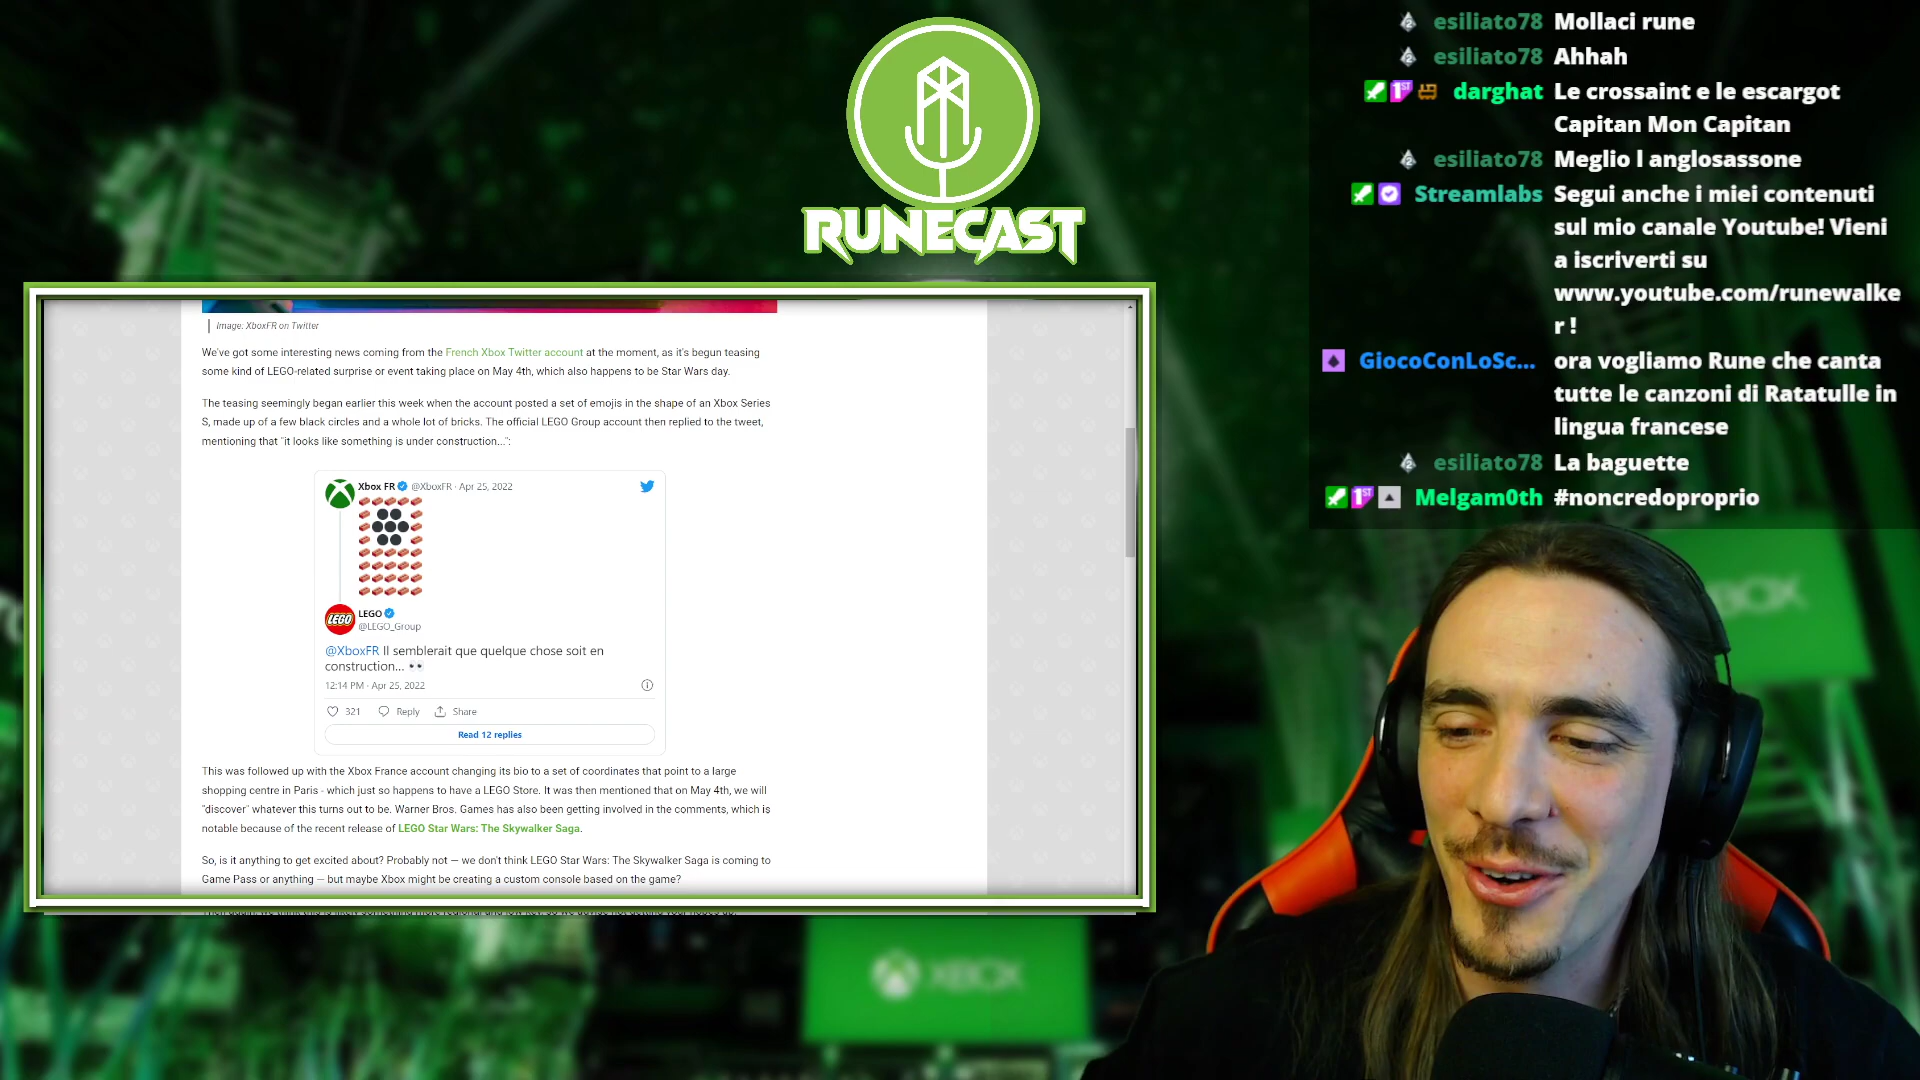 RUNECAST
Image: XboxFR on Twitter
We've got some interesting news coming from the French Xbox Twitter account at the moment, as it's begun teasing
some kind of LEGO-related surprise or event taking place on May 4th, which also happens to be Star Wars day.
The teasing seemingly began earlier this week when the account posted a set of emojis in the shape of an Xbox Series
S, made up of a few black circles and a whole lot of bricks. The official LEGO Group account then replied to the tweet,
mentioning that "it looks like something is under construction...":
Xbox FR @XboxFR · Apr 25, 2022
LEGO
LEGO
@LEGO_Group
@XboxFR Il semblerait que quelque chose soit en
construction... 👀
12:14 PM · Apr 25, 2022
321 Reply Share
Read 12 replies
This was followed up with the Xbox France account changing its bio to a set of coordinates that point to a large
shopping centre in Paris - which just so happens to have a LEGO Store. It was then mentioned that on May 4th, we will
"discover" whatever this turns out to be. Warner Bros. Games has also been getting involved in the comments, which is
notable because of the recent release of LEGO Star Wars: The Skywalker Saga.
So, is it anything to get excited about? Probably not — we don't think LEGO Star Wars: The Skywalker Saga is coming to
Game Pass or anything — but maybe Xbox might be creating a custom console based on the game?
esiliato78 Mollaci rune
esiliato78 Ahhah
1ST darghat Le crossaint e le escargot
Capitan Mon Capitan
esiliato78 Meglio l anglosassone
Streamlabs Segui anche i miei contenuti
sul mio canale Youtube! Vieni
a iscriverti su
www.youtube.com/runewalke
r !
GiocoConLoSc... ora vogliamo Rune che canta
tutte le canzoni di Ratatulle in
lingua francese
esiliato78 La baguette
1ST Melgam0th #noncredoproprio
XBOX
XBOX